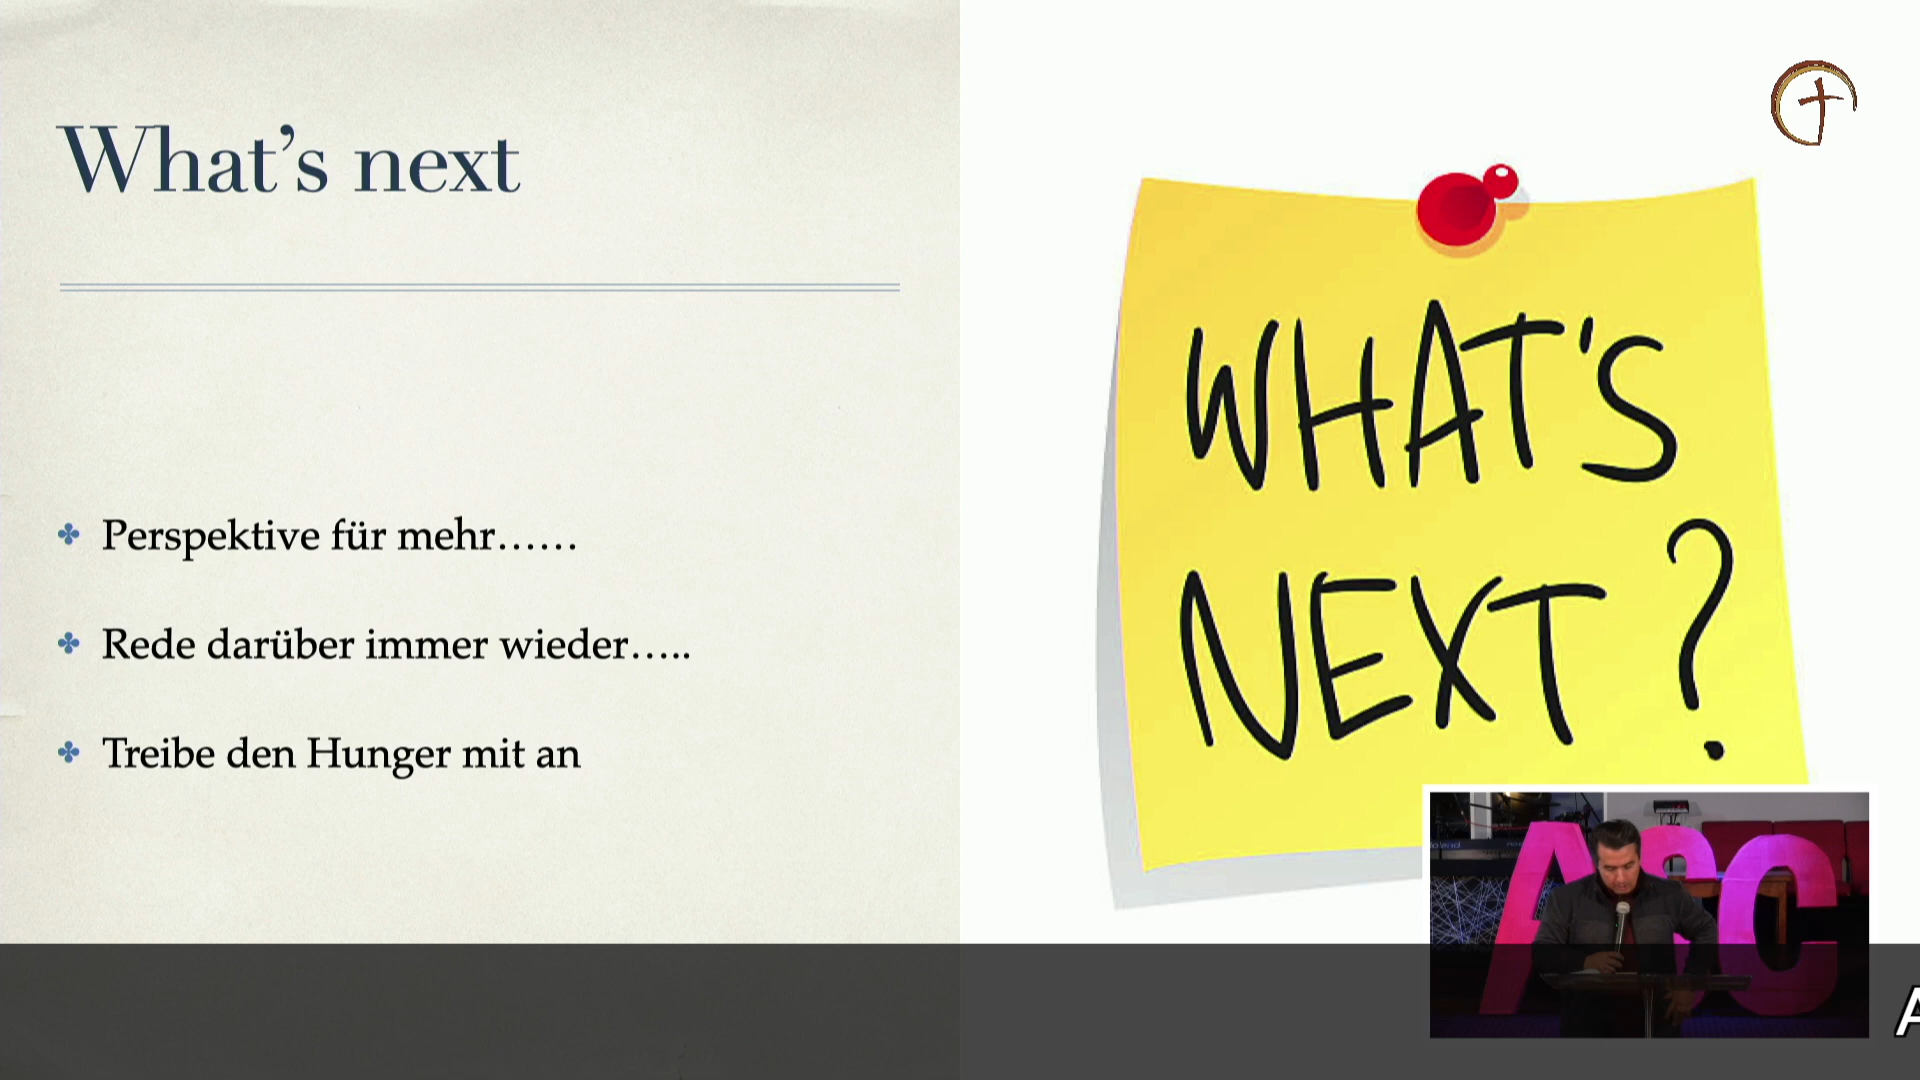 What’s next
Perspektive für mehr……
Rede darüber immer wieder…..
Treibe den Hunger mit an
WHAT'S
NEXT?
A